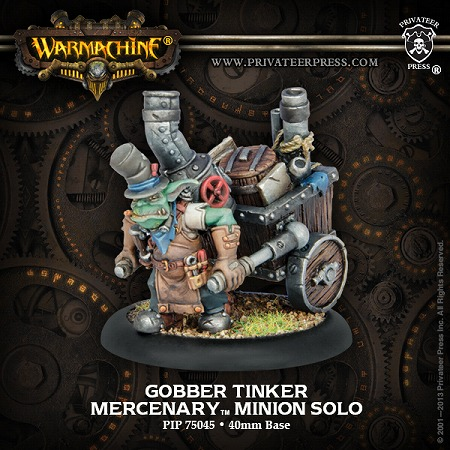 WARMACHINE®
PRIVATEER
PRESS®
WWW.PRIVATEERPRESS.COM
GOBBER TINKER
MERCENARY™ MINION SOLO
PIP 75045 • 40mm Base
© 2001–2013 Privateer Press Inc. All Rights Reserved.